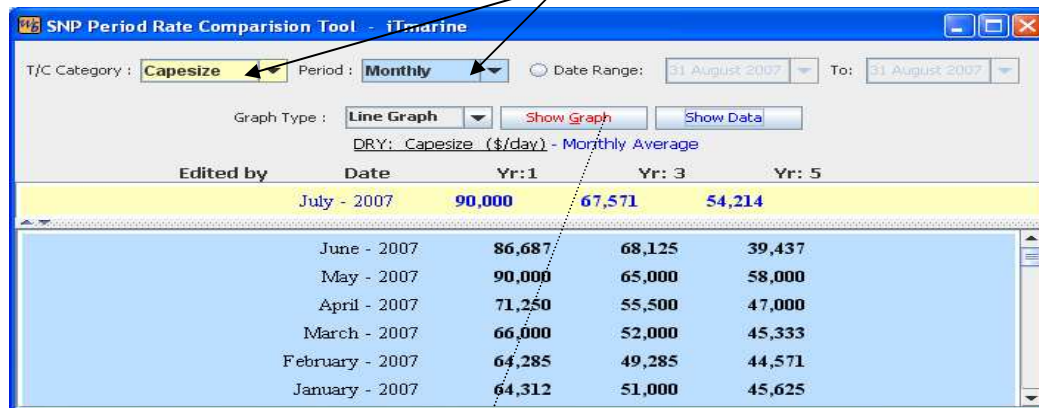 SNP Period Rate Comparision Tool - iTmarine
T/C Category : Capesize Period : Monthly Date Range: 31 August 2007 To: 31 August 2007
Graph Type : Line Graph Show Graph Show Data
DRY: Capesize ($/day) - Monthly Average
Edited by Date Yr:1 Yr: 3 Yr: 5
July - 2007 90,000 67,571 54,214
June - 2007 86,687 68,125 39,437
May - 2007 90,000 65,000 58,000
April - 2007 71,250 55,500 47,000
March - 2007 66,000 52,000 45,333
February - 2007 64,285 49,285 44,571
January - 2007 64,312 51,000 45,625